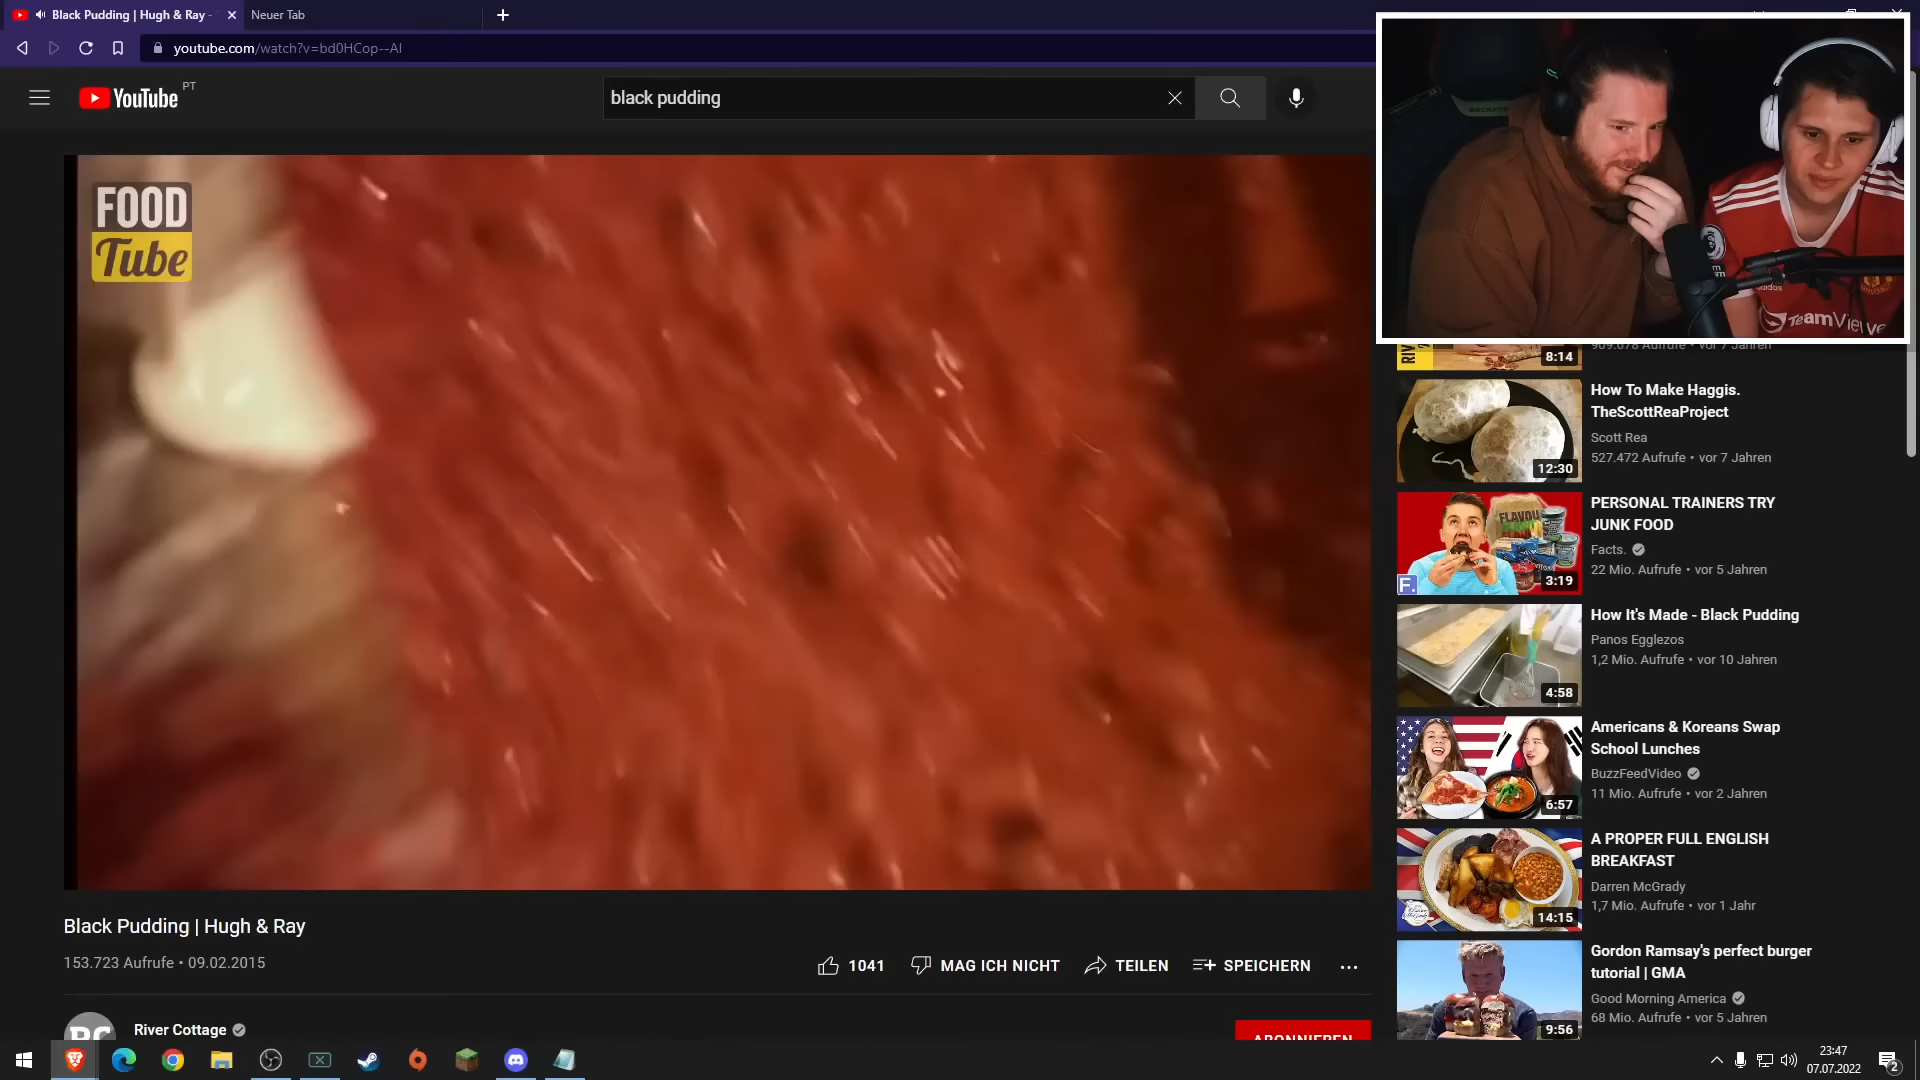 Black Pudding | Hugh & Ray -
Neuer Tab
youtube.com/watch?v=bd0HCop--AI
YouTube PT
black pudding
FOOD
Tube
TeamViewe
adidas
8:14
How To Make Haggis.
TheScottReaProject
Scott Rea
527.472 Aufrufe • vor 7 Jahren
12:30
PERSONAL TRAINERS TRY
JUNK FOOD
Facts.
22 Mio. Aufrufe • vor 5 Jahren
F.
3:19
How It's Made - Black Pudding
Panos Egglezos
1,2 Mio. Aufrufe • vor 10 Jahren
4:58
Americans & Koreans Swap
School Lunches
BuzzFeedVideo
11 Mio. Aufrufe • vor 2 Jahren
6:57
A PROPER FULL ENGLISH
BREAKFAST
Darren McGrady
1,7 Mio. Aufrufe • vor 1 Jahr
14:15
Gordon Ramsay's perfect burger
tutorial | GMA
Good Morning America
68 Mio. Aufrufe • vor 5 Jahren
9:56
Black Pudding | Hugh & Ray
153.723 Aufrufe • 09.02.2015
1041
MAG ICH NICHT
TEILEN
SPEICHERN
River Cottage
ABONNIEREN
23:47
07.07.2022
2